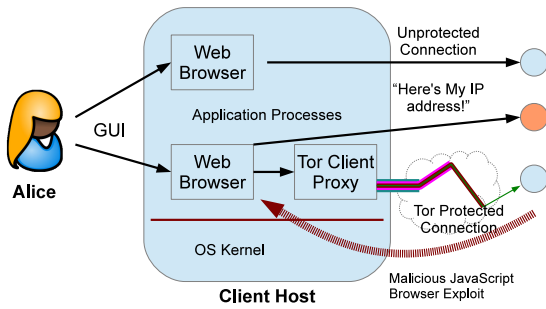 Unprotected
Connection
Web
Browser
“Here's My IP
address!”
Application Processes
GUI
Alice
Web
Browser
Tor Client
Proxy
Tor Protected
Connection
OS Kernel
Malicious JavaScript
Browser Exploit
Client Host